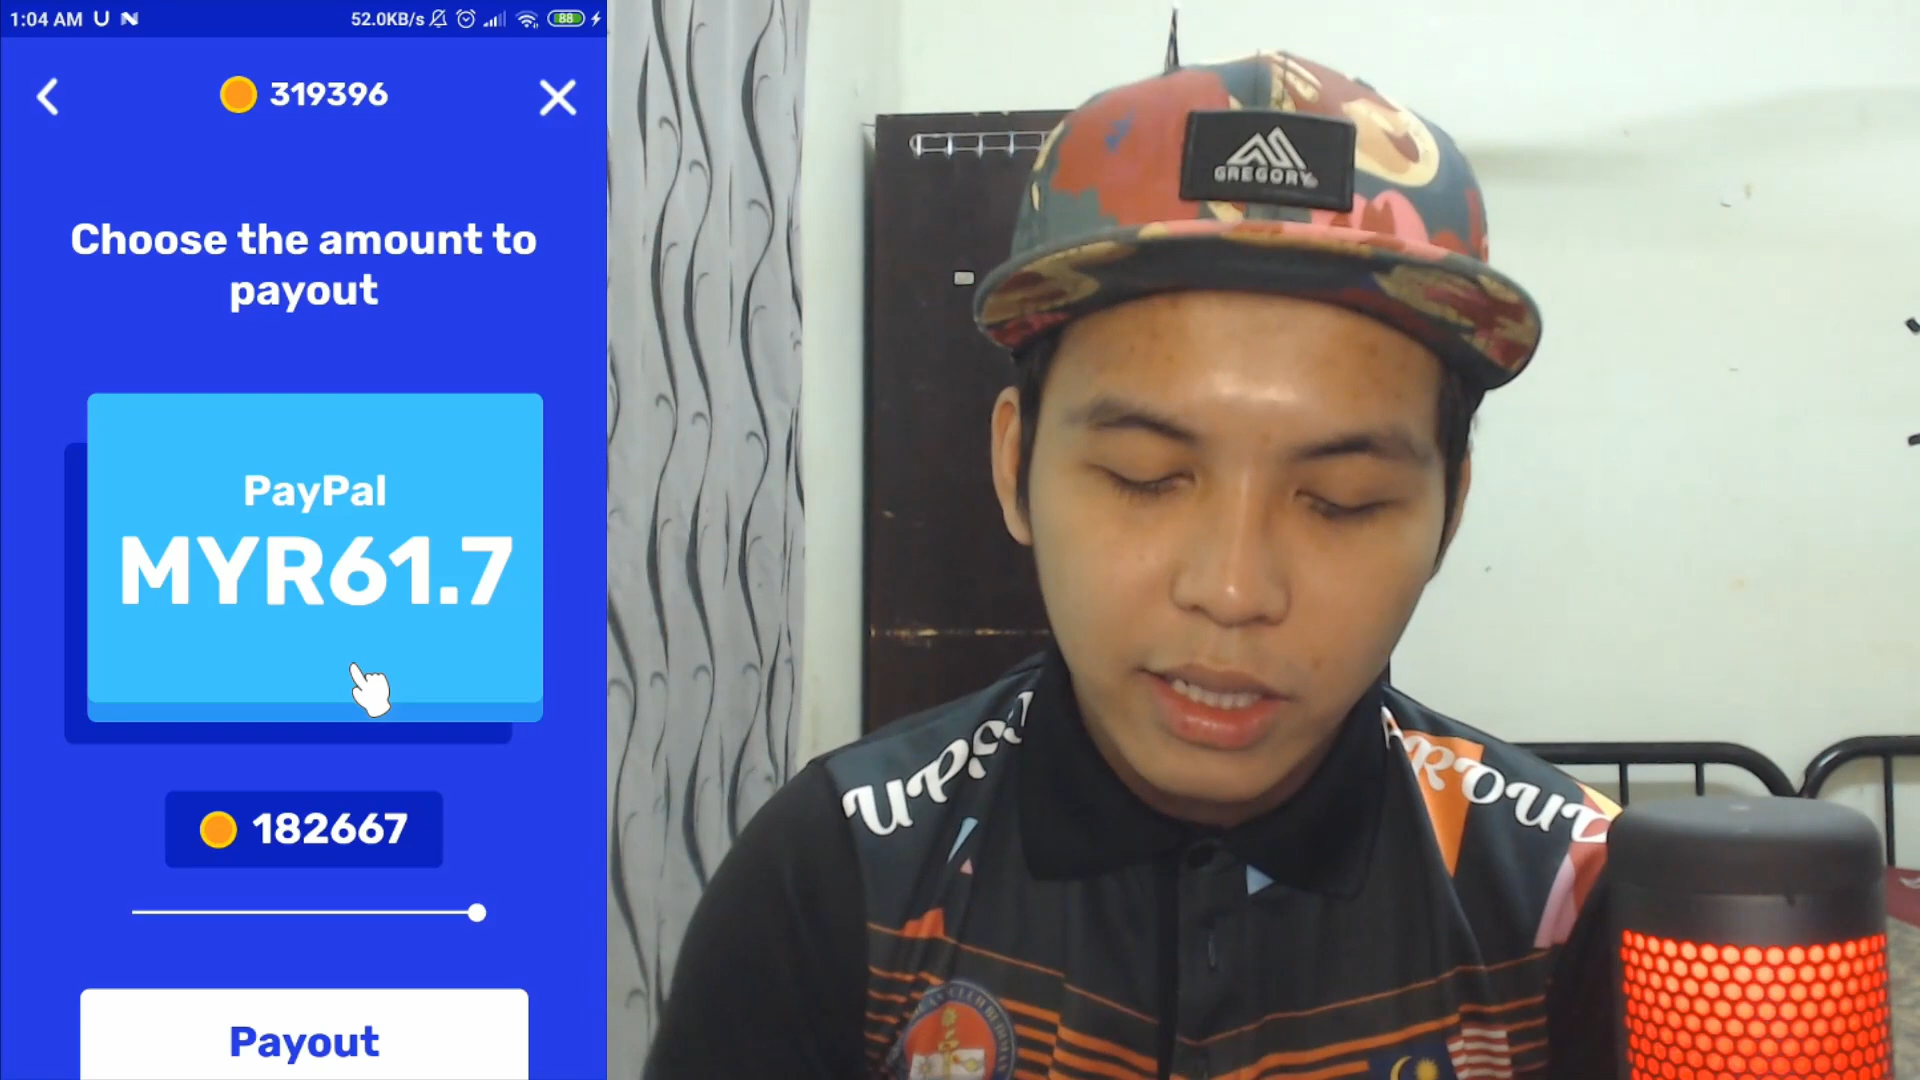 1:04 AM
52.0KB/s
88
319396
Choose the amount to
payout
PayPal
MYR61.7
182667
Payout
GREGORY